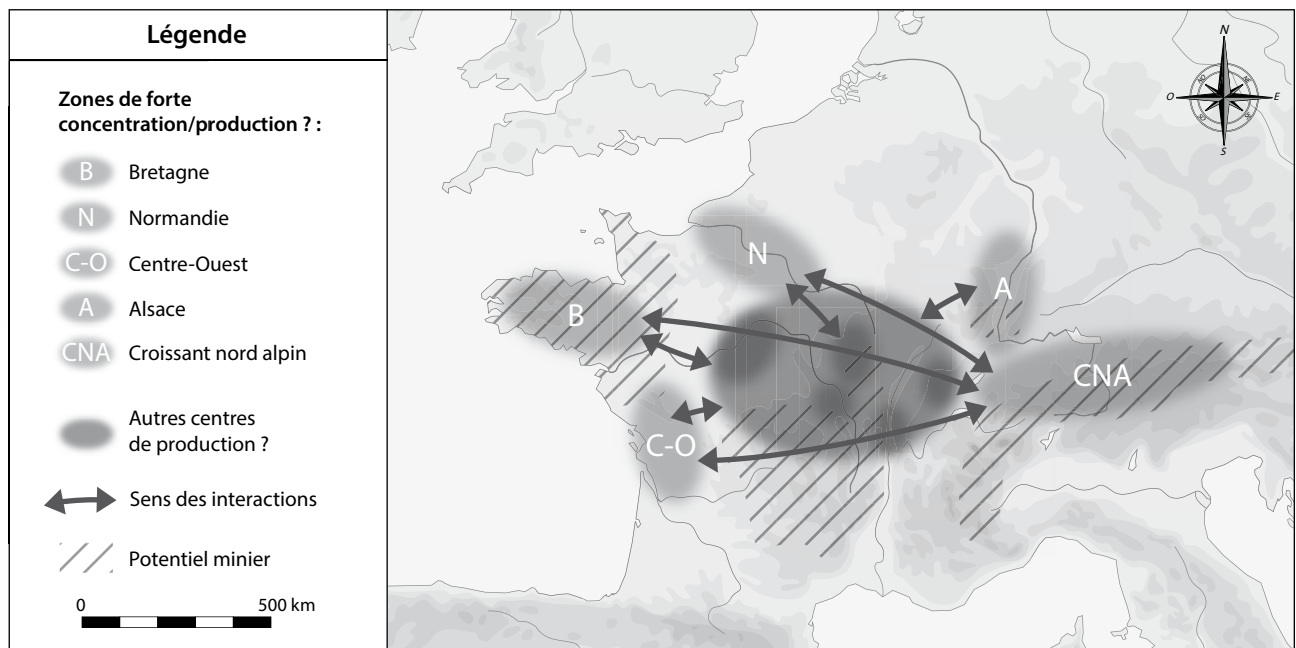 Légende
Zones de forte
concentration/production ? :
B Bretagne
N Normandie
C-O Centre-Ouest
A Alsace
CNA Croissant nord alpin
Autres centres
de production ?
Sens des interactions
Potentiel minier
0 500 km
N
O E
S
N
A
B
CNA
C-O